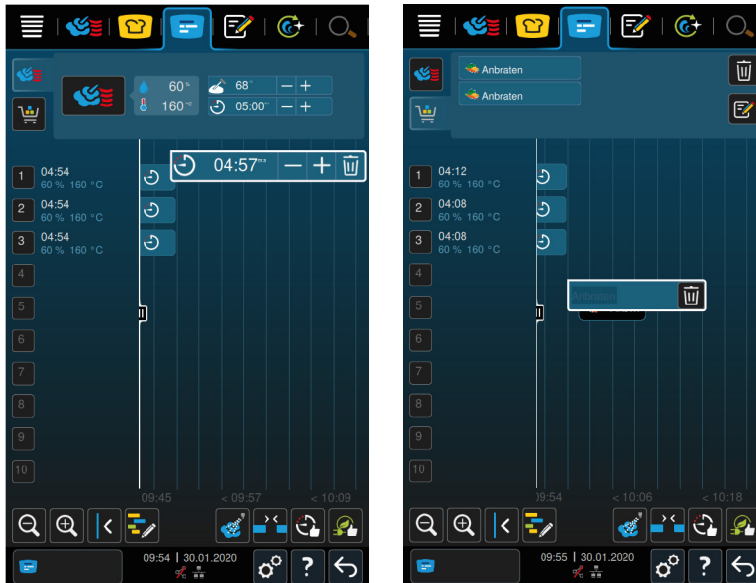 60 %
160 °C
68°
05:00
04:57 m:s
1 04:54
60 % 160 °C
2 04:54
60 % 160 °C
3 04:54
60 % 160 °C
4
5
6
7
8
9
10
09:45 < 09:57 < 10:09
09:54 | 30.01.2020
?
Anbraten
Anbraten
1 04:12
60 % 160 °C
2 04:08
60 % 160 °C
3 04:08
60 % 160 °C
4
Anbraten
5
6
7
8
9
10
09:54 < 10:06 < 10:18
09:55 | 30.01.2020
?